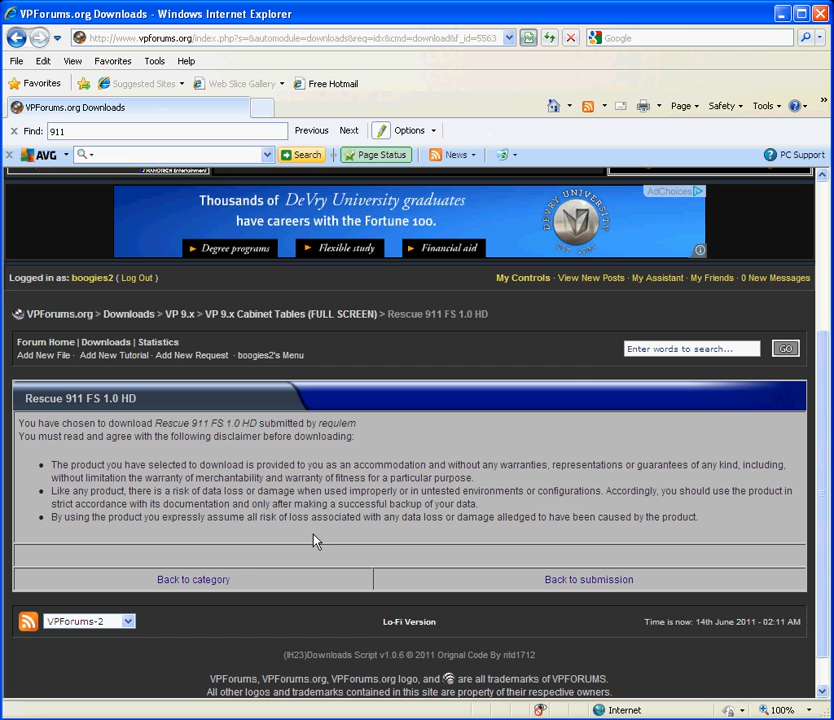 VPForums.org Downloads - Windows Internet Explorer
http://www.vpforums.org/index.php?s=&automodule=downloads&req=idx&cmd=download&f_id=5563
Google
File Edit View Favorites Tools Help
Favorites Suggested Sites Web Slice Gallery Free Hotmail
VPForums.org Downloads
Page Safety Tools
Find: 911 Previous Next Options
AVG Search Page Status News PC Support
Thousands of DeVry University graduates
have careers with the Fortune 100.
Degree programs Flexible study Financial aid
DEVRY UNIVERSITY
AdChoices
Logged in as: boogies2 ( Log Out )
My Controls · View New Posts · My Assistant · My Friends · 0 New Messages
VPForums.org > Downloads > VP 9.x > VP 9.x Cabinet Tables (FULL SCREEN) > Rescue 911 FS 1.0 HD
Forum Home | Downloads | Statistics
Add New File · Add New Tutorial · Add New Request · boogies2's Menu
Enter words to search... GO
Rescue 911 FS 1.0 HD
You have chosen to download Rescue 911 FS 1.0 HD submitted by requiem
You must read and agree with the following disclaimer before downloading:
• The product you have selected to download is provided to you as an accommodation and without any warranties, representations or guarantees of any kind, including,
without limitation the warranty of merchantability and warranty of fitness for a particular purpose.
• Like any product, there is a risk of data loss or damage when used improperly or in untested environments or configurations. Accordingly, you should use the product in
strict accordance with its documentation and only after making a successful backup of your data.
• By using the product you expressly assume all risk of loss associated with any data loss or damage alledged to have been caused by the product.
Back to category Back to submission
VPForums-2
Lo-Fi Version
Time is now: 14th June 2011 - 02:11 AM
(IH23)Downloads Script v1.0.6 © 2011 Orignal Code By ntd1712
VPForums, VPForums.org, VPForums.org logo, and are all trademarks of VPFORUMS.
All other logos and trademarks contained in this site are property of their respective owners.
Internet 100%